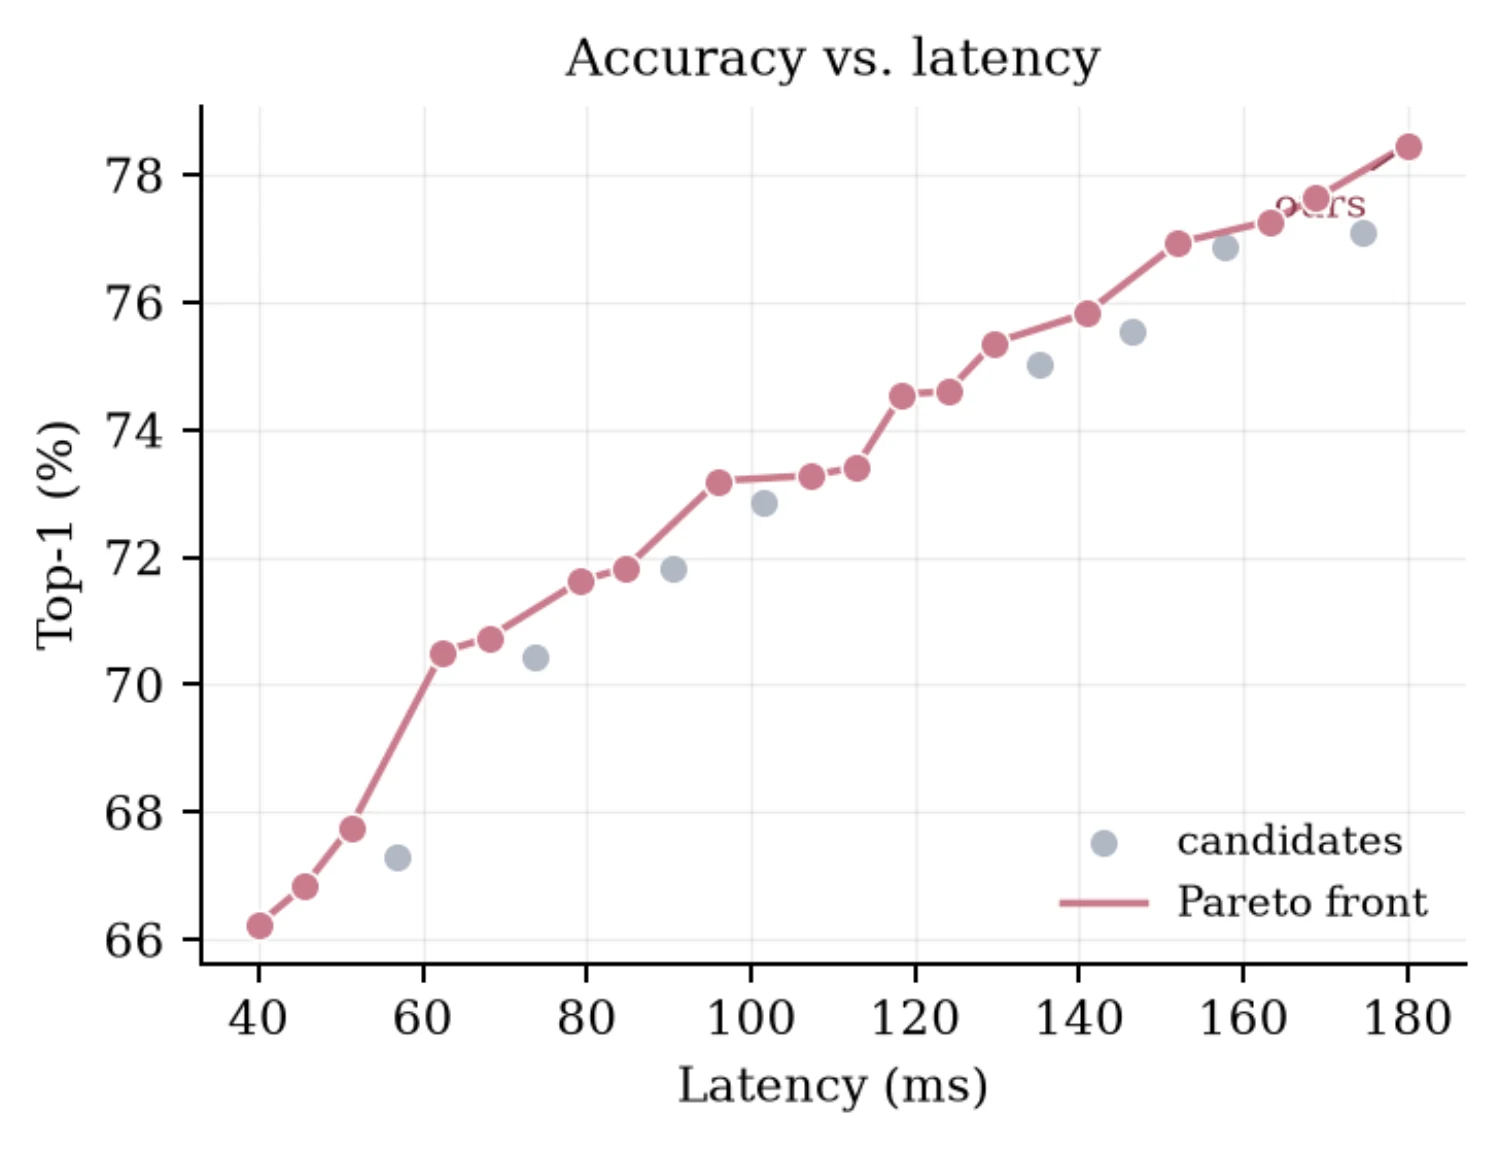 Accuracy vs. latency
78
76
74
72
70
68
66
Top-1 (%)
ours
candidates
Pareto front
40 60 80 100 120 140 160 180
Latency (ms)